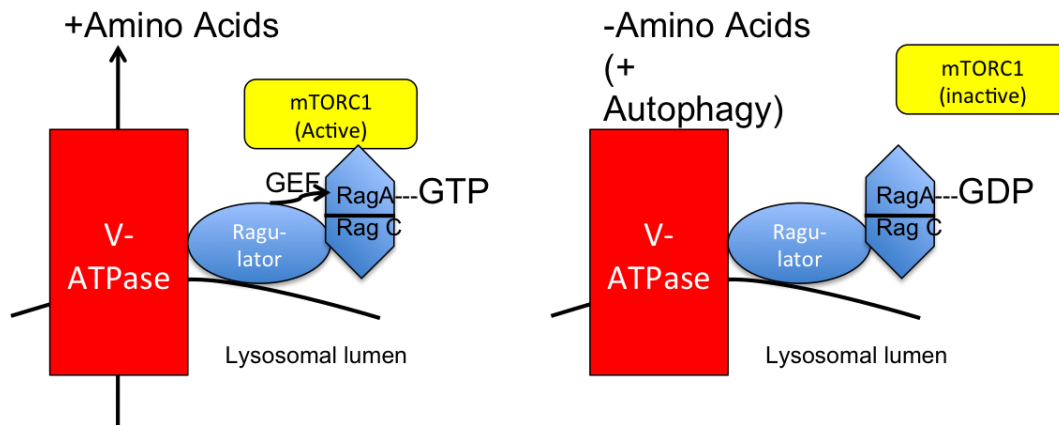 +Amino Acids
mTORC1
(Active)
GEF
RagA---GTP
Rag C
V-
ATPase
Ragu-
lator
Lysosomal lumen
-Amino Acids
(+
Autophagy)
mTORC1
(inactive)
RagA---GDP
Rag C
V-
ATPase
Ragu-
lator
Lysosomal lumen